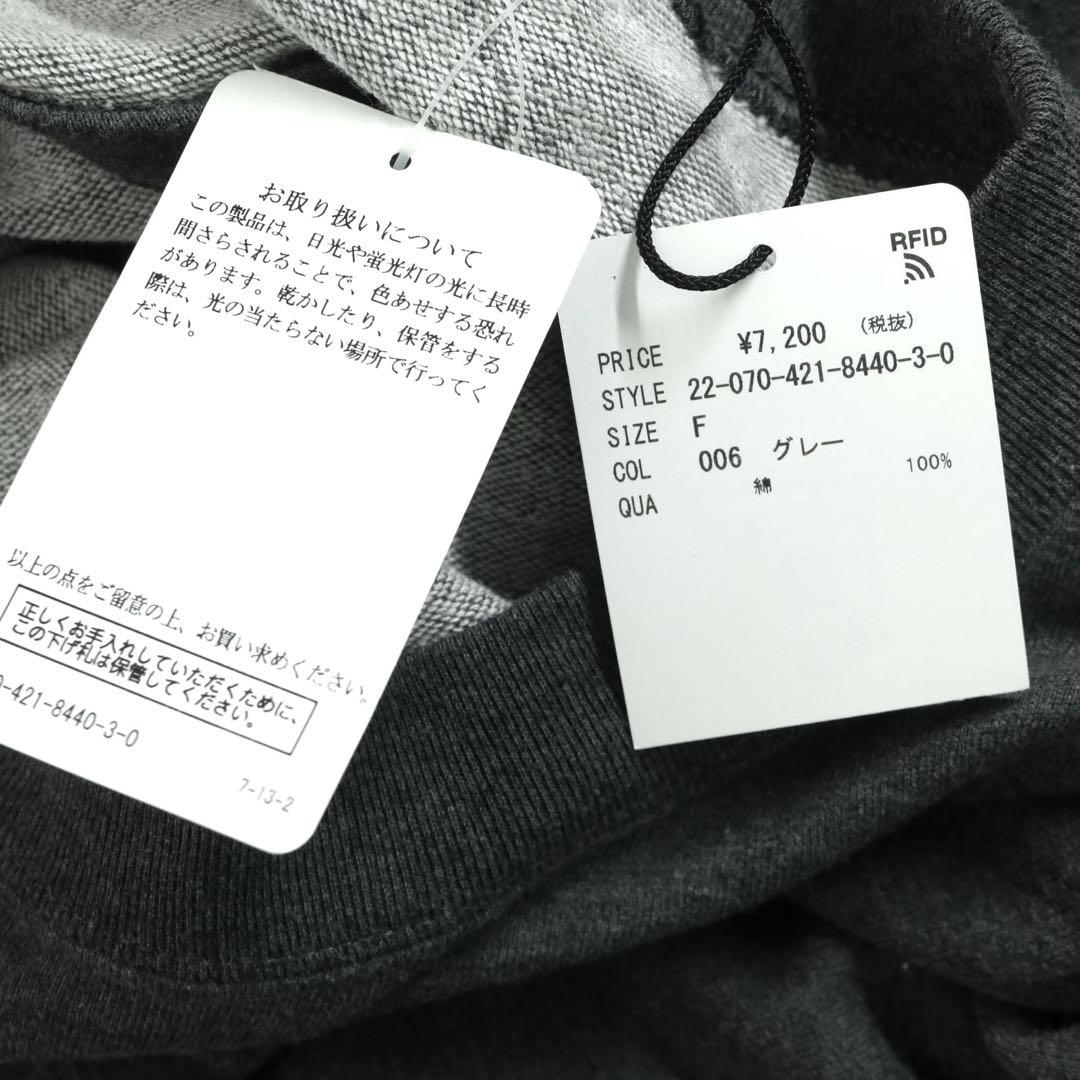 お取り扱いについて
この製品は、日光や蛍光灯の光に長時
間さらされることで、色あせする恐れ
があります。乾かしたり、保管をする
際は、光の当たらない場所で行ってく
ださい。
以上の点をご留意の上、お買い求めください。
正しくお手入れしていただくために、
この下げ札は保管してください。
0-421-8440-3-0
7-13-2
RFID
PRICE ¥7,200 (税抜)
STYLE 22-070-421-8440-3-0
SIZE F
COL 006 グレー
QUA 綿 100%